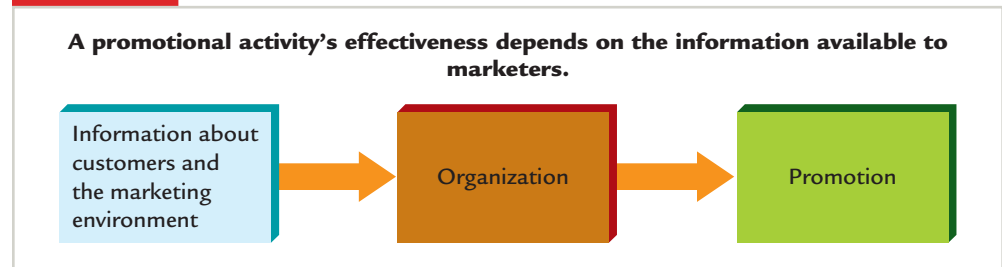 A promotional activity's effectiveness depends on the information available to
marketers.
Information about
customers and
the marketing
environment
Organization
Promotion